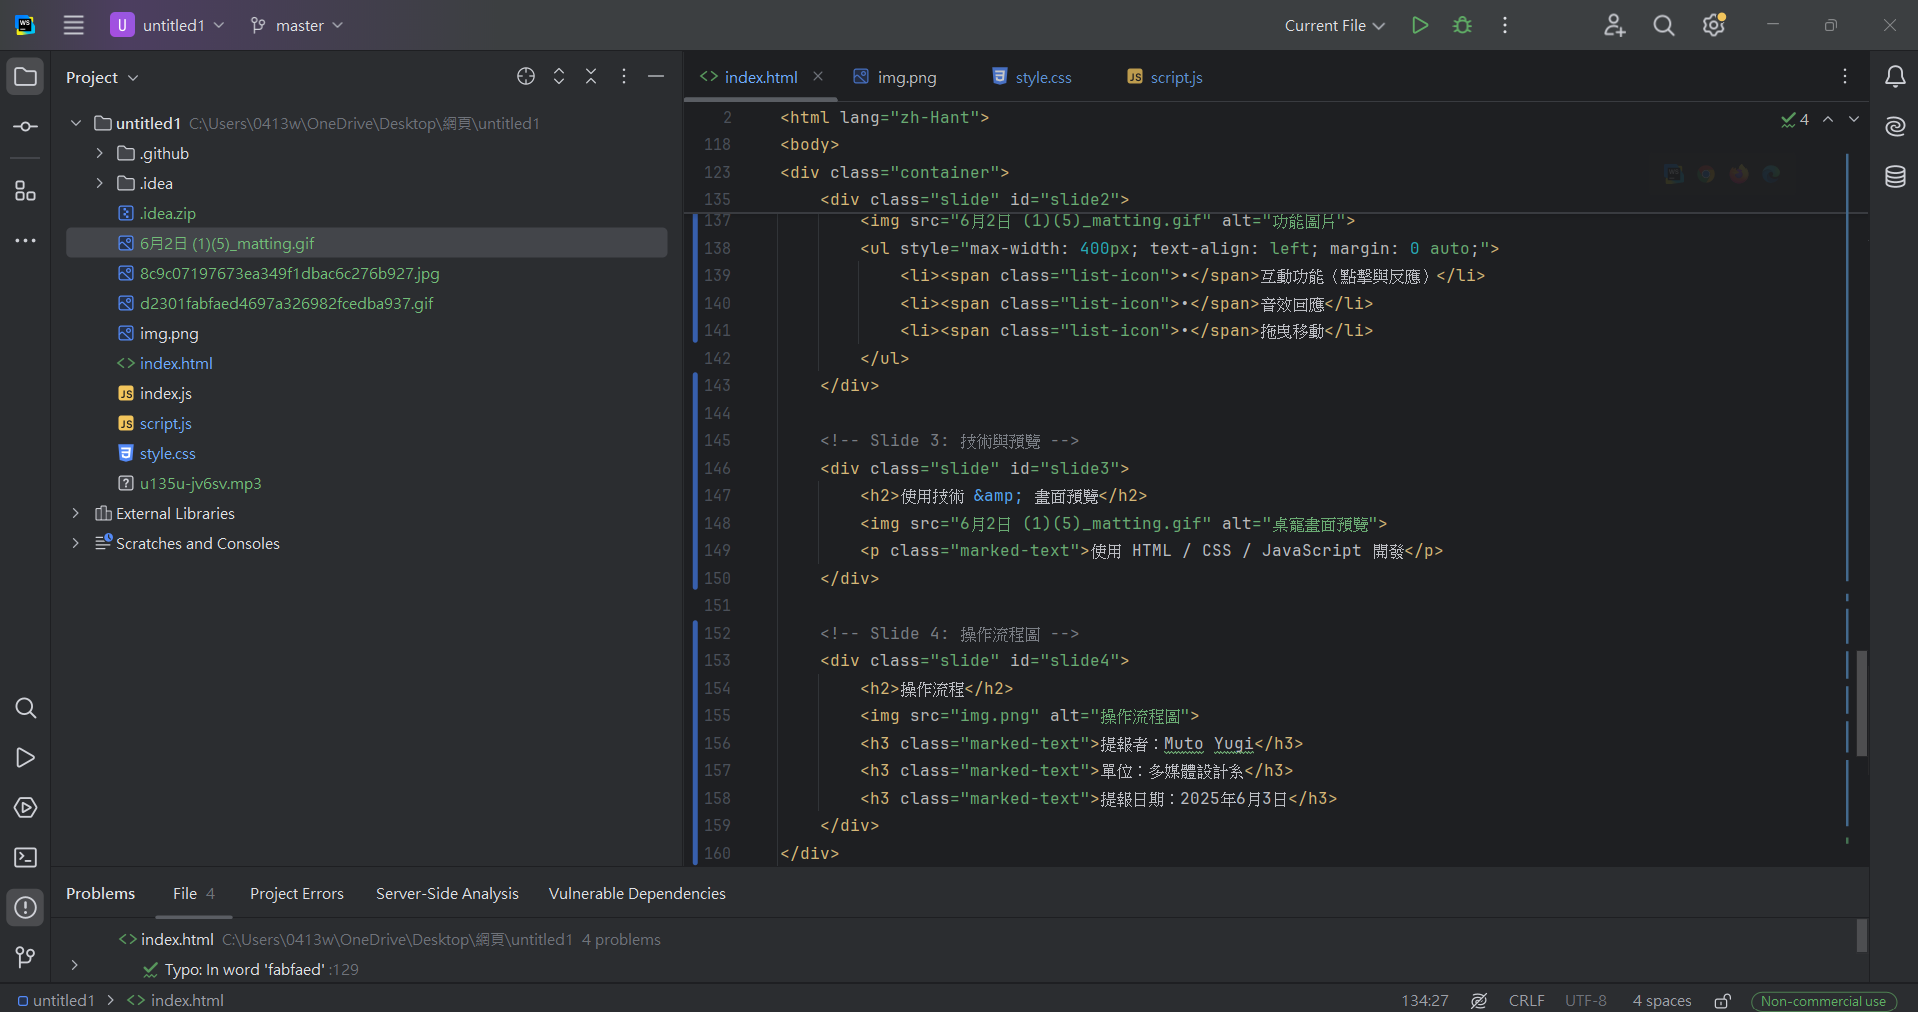 WS
U untitled1
master
Current File
Project
index.html
img.png
style.css
JS script.js
untitled1 C:\Users\0413w\OneDrive\Desktop\網頁\untitled1
.github
.idea
.idea.zip
6月2日 (1)(5)_matting.gif
8c9c07197673ea349f1dbac6c276b927.jpg
d2301fabfaed4697a326982fcedba937.gif
img.png
<> index.html
JS index.js
JS script.js
style.css
u135u-jv6sv.mp3
External Libraries
Scratches and Consoles
4
2 <html lang="zh-Hant">
118 <body>
123 <div class="container">
135 <div class="slide" id="slide2">
137 <img src="6月2日 (1)(5)_matting.gif" alt="功能圖片">
138 <ul style="max-width: 400px; text-align: left; margin: 0 auto;">
139 <li><span class="list-icon">•</span>互動功能（點擊與反應）</li>
140 <li><span class="list-icon">•</span>音效回應</li>
141 <li><span class="list-icon">•</span>拖曳移動</li>
142 </ul>
143 </div>
144
145 <!-- Slide 3: 技術與預覽 -->
146 <div class="slide" id="slide3">
147 <h2>使用技術 &amp; 畫面預覽</h2>
148 <img src="6月2日 (1)(5)_matting.gif" alt="桌寵畫面預覽">
149 <p class="marked-text">使用 HTML / CSS / JavaScript 開發</p>
150 </div>
151
152 <!-- Slide 4: 操作流程圖 -->
153 <div class="slide" id="slide4">
154 <h2>操作流程</h2>
155 <img src="img.png" alt="操作流程圖">
156 <h3 class="marked-text">提報者：Muto Yugi</h3>
157 <h3 class="marked-text">單位：多媒體設計系</h3>
158 <h3 class="marked-text">提報日期：2025年6月3日</h3>
159 </div>
160 </div>
Problems
File 4
Project Errors
Server-Side Analysis
Vulnerable Dependencies
<> index.html C:\Users\0413w\OneDrive\Desktop\網頁\untitled1 4 problems
Typo: In word 'fabfaed' :129
untitled1 > <> index.html
134:27
CRLF
UTF-8
4 spaces
Non-commercial use